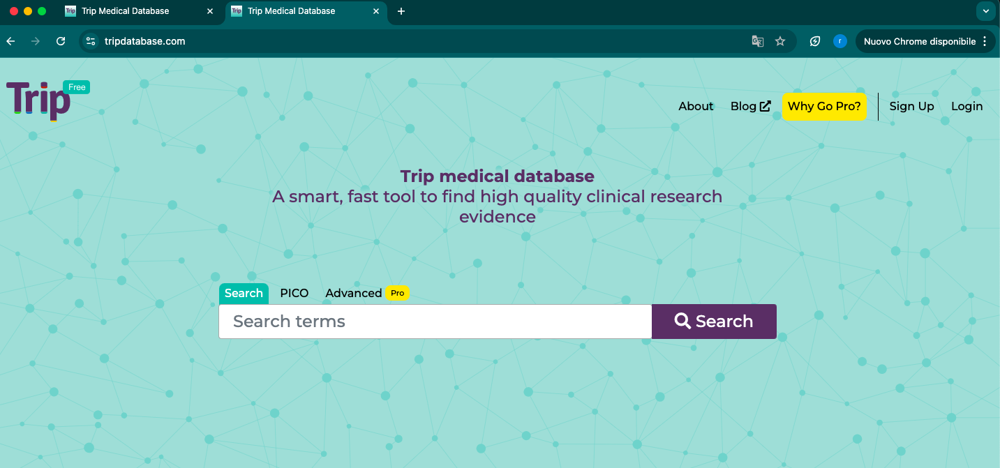 Trip Medical Database
Trip Medical Database
tripdatabase.com
r
Nuovo Chrome disponibile
Trip
Free
About
Blog
Why Go Pro?
Sign Up
Login
Trip medical database
A smart, fast tool to find high quality clinical research
evidence
Search
PICO
Advanced
Pro
Search terms
Search